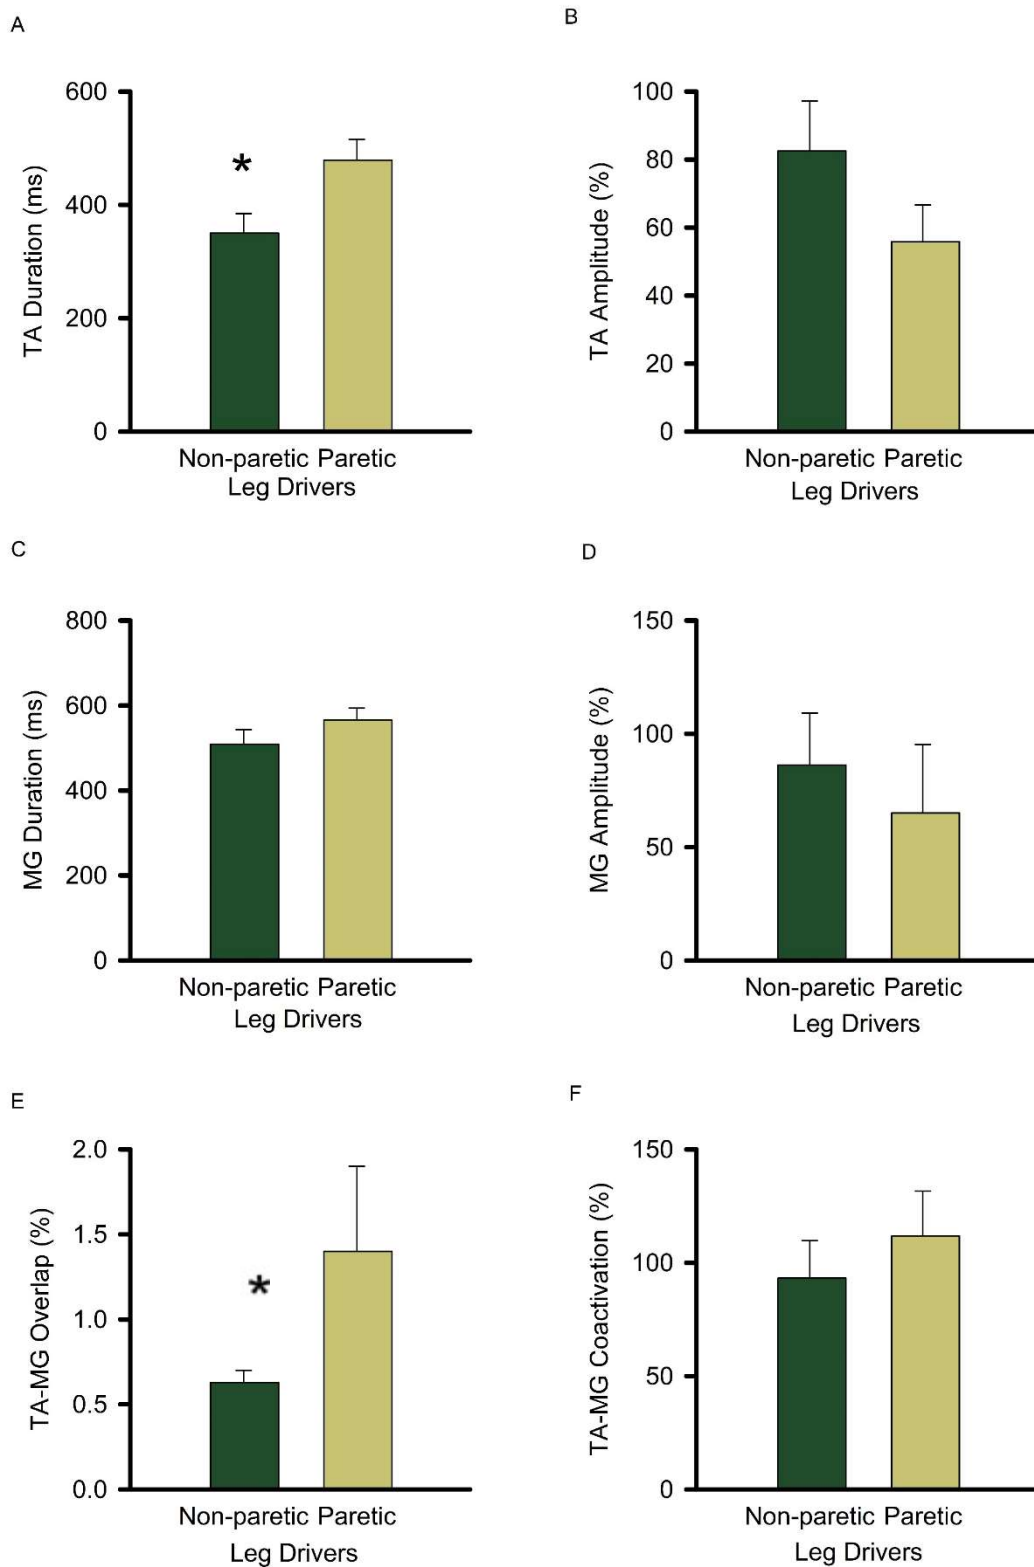 A
TA Duration (ms)
600
400
200
0
*
Non-paretic Paretic
Leg Drivers
B
TA Amplitude (%)
100
80
60
40
20
0
Non-paretic Paretic
Leg Drivers
C
MG Duration (ms)
800
600
400
200
0
Non-paretic Paretic
Leg Drivers
D
MG Amplitude (%)
150
100
50
0
Non-paretic Paretic
Leg Drivers
E
TA-MG Overlap (%)
2.0
1.5
1.0
0.5
0.0
*
Non-paretic Paretic
Leg Drivers
F
TA-MG Coactivation (%)
150
100
50
0
Non-paretic Paretic
Leg Drivers